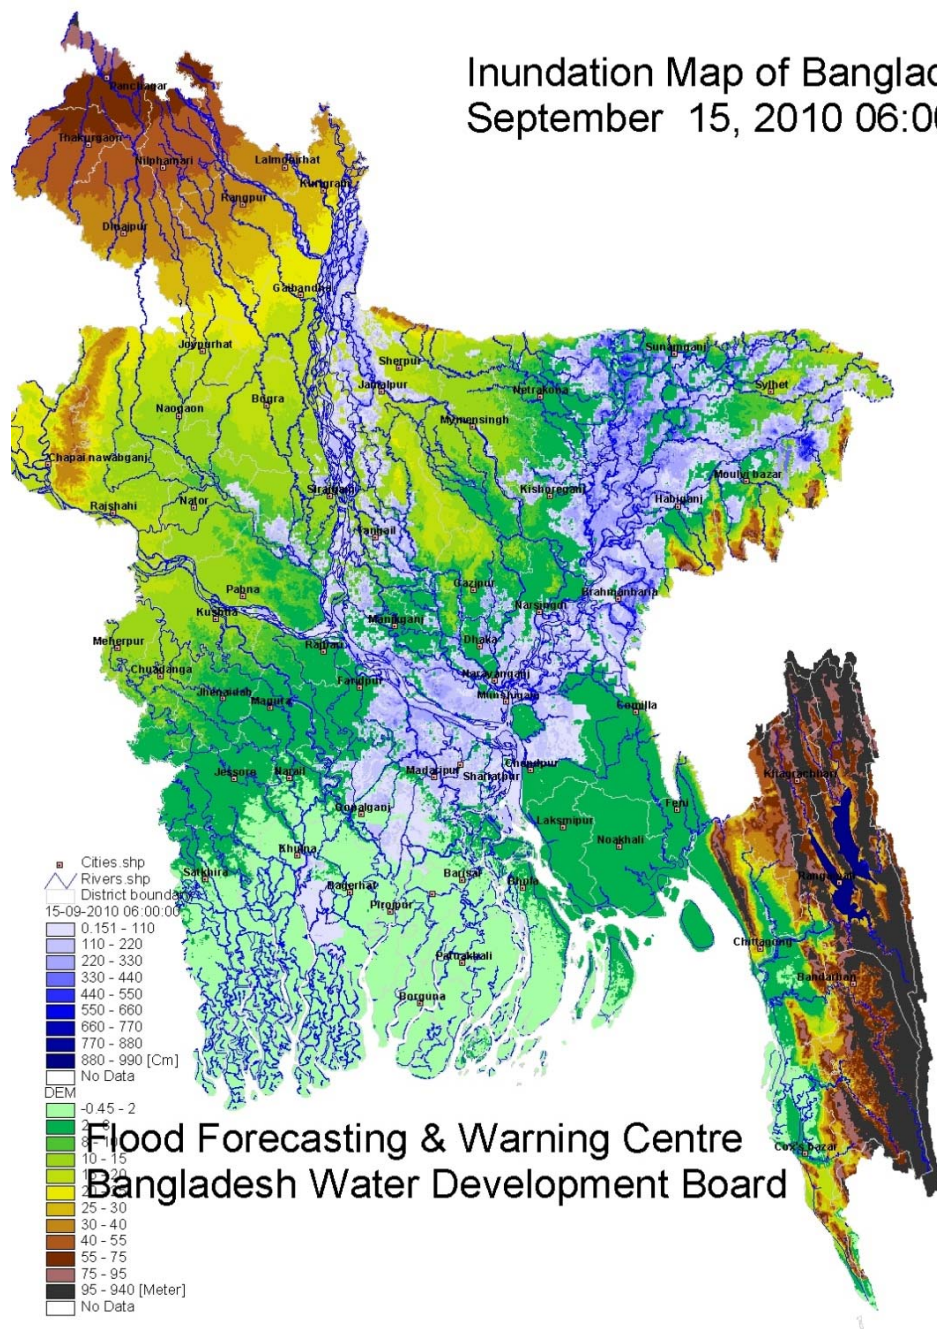 Inundation Map of Banglad
September 15, 2010 06:00
Panchagar
Thakurgaon
Nilphamari
Lalmonirhat
Kurigram
Rangpur
Dinajpur
Gaibandha
Joypurhat
Sherpur
Jamalpur
Netrakona
Sunamganj
Sylhet
Naogaon
Bogra
Mymensingh
Chapai nawabganj
Rajshahi
Nator
Sirajganj
Kishoreganj
Habiganj
Moulvi bazar
Tangail
Pabna
Kushtia
Gazipur
Narsingdi
Brahmanbaria
Manikganj
Dhaka
Meherpur
Chuadanga
Rajbari
Faridpur
Narayanganj
Munshiganj
Jhenaidah
Magura
Comilla
Jessore
Narail
Madaripur
Shariatpur
Chandpur
Khagrachhari
Gopalganj
Laksmipur
Feni
Noakhali
Khulna
Satkhira
Bagerhat
Barisal
Bhola
Pirojpur
Rangamati
Patuakhali
Chittagong
Bandarban
Borguna
Cox's bazar
Cities.shp
Rivers.shp
District boundary
15-09-2010 06:00:00
0.151 - 110
110 - 220
220 - 330
330 - 440
440 - 550
550 - 660
660 - 770
770 - 880
880 - 990 [Cm]
No Data
DEM
-0.45 - 2
8 - 10
10 - 15
25 - 30
30 - 40
40 - 55
55 - 75
75 - 95
95 - 940 [Meter]
No Data
Flood Forecasting & Warning Centre
Bangladesh Water Development Board